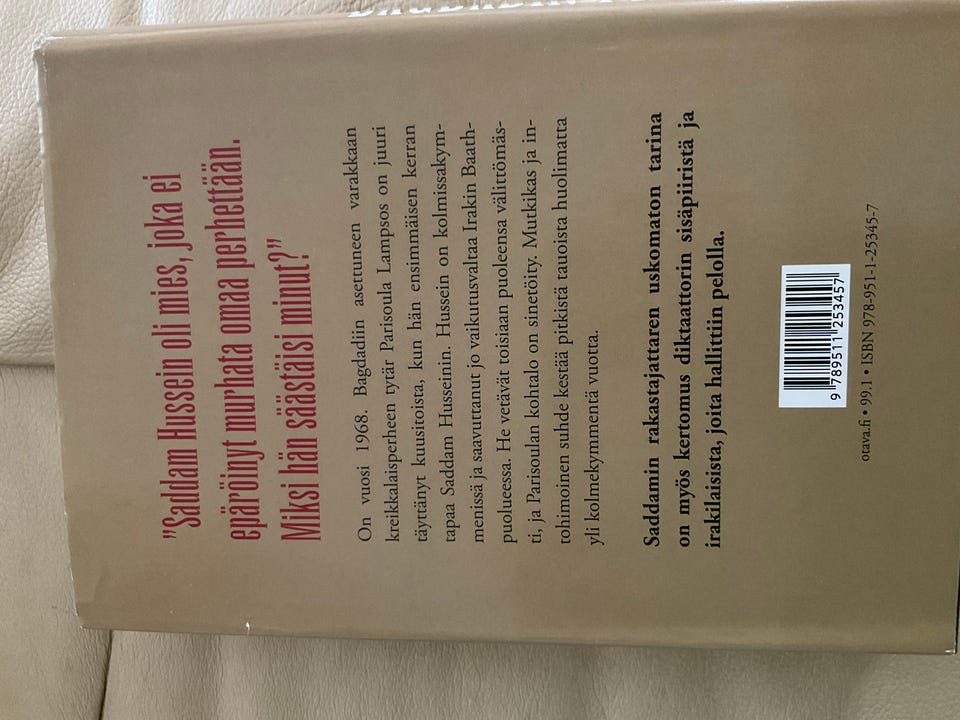 "Saddam Hussein oli mies, joka ei
epäröinyt murhata omaa perhettään.
Miksi hän säästäisi minut?"
On vuosi 1968. Bagdadiin asettuneen varakkaan
kreikkalaisperheen tytär Parisoula Lampsos on juuri
täyttänyt kuusitoista, kun hän ensimmäisen kerran
tapaa Saddam Husseinin. Hussein on kolmissakym-
menissä ja saavuttanut jo vaikutusvaltaa Irakin Baath-
puolueessa. He vetävät toisiaan puoleensa välittömäs-
ti, ja Parisoulan kohtalo on sinetöity. Mutkikas ja in-
tohimoinen suhde kestää pitkistä tauoista huolimatta
yli kolmekymmentä vuotta.
Saddamin rakastajattaren uskomaton tarina
on myös kertomus diktaattorin sisäpiiristä ja
irakilaisista, joita hallittiin pelolla.
9 789511 253457
otava.fi • 99.1 • ISBN 978-951-1-25345-7